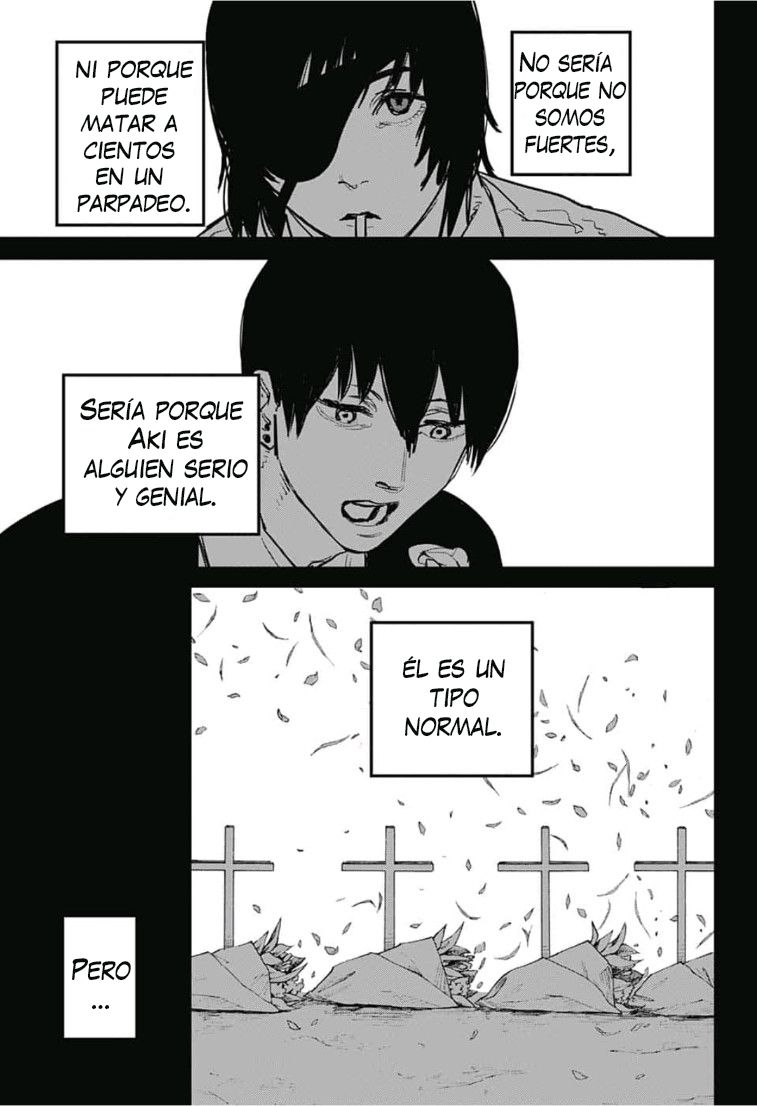 No sería
porque no
somos
fuertes,
ni porque
puede
matar a
cientos
en un
parpadeo.
Sería porque
Aki es
alguien serio
y genial.
Él es un
tipo
normal.
Pero
...